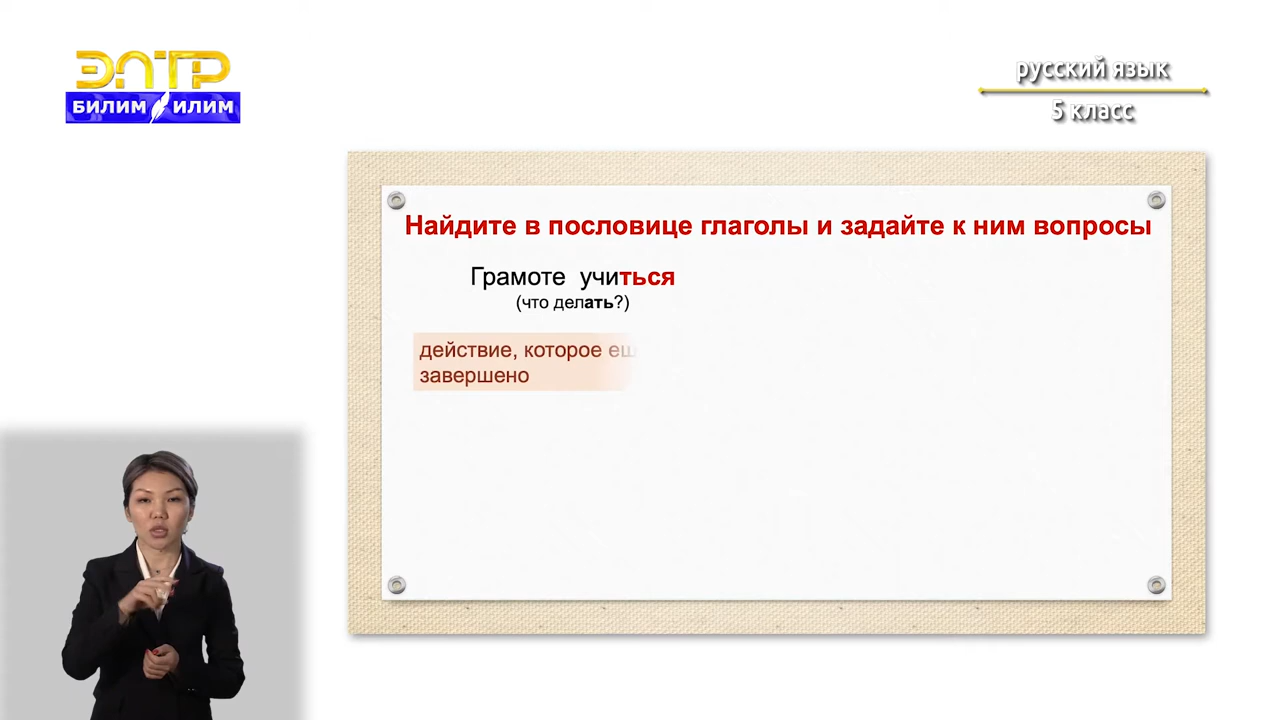 ЭЛТР
БИЛИМ ИЛИМ
русский язык
5 класс
Найдите в пословице глаголы и задайте к ним вопросы
Грамоте учиться
(что делать?)
действие, которое
завершено